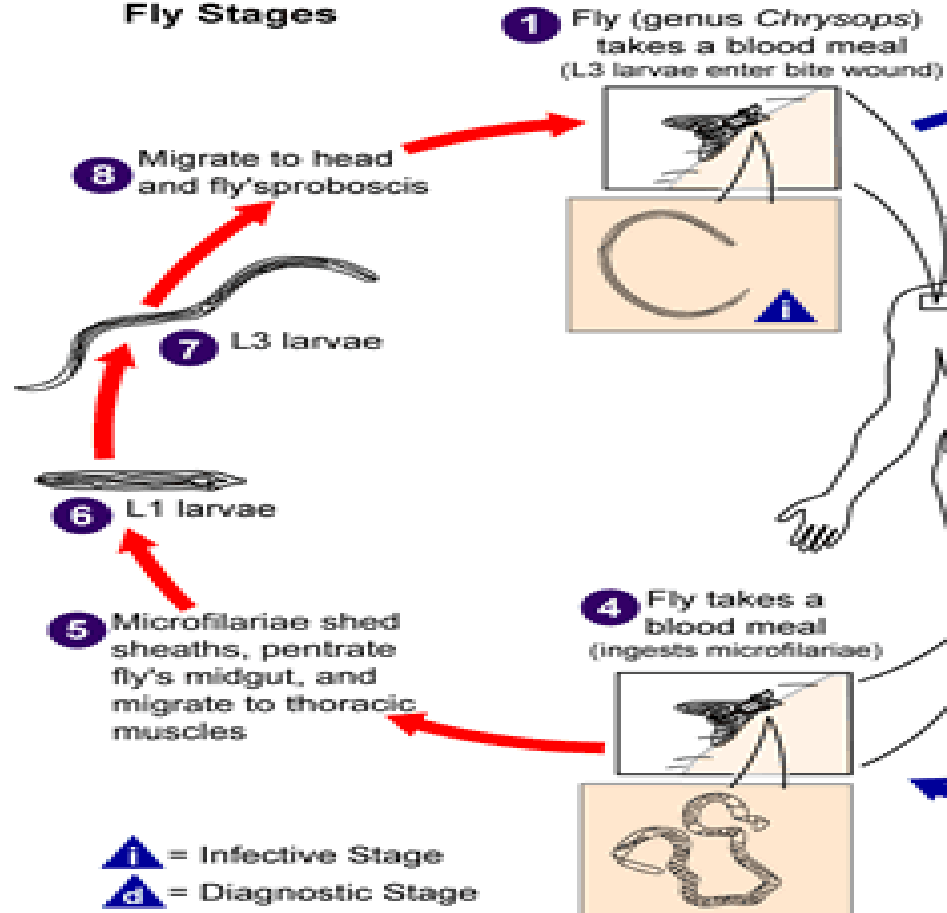 Fly Stages
1 Fly (genus Chrysops)
takes a blood meal
(L3 larvae enter bite wound)
8 Migrate to head
and fly'sproboscis
i
7 L3 larvae
6 L1 larvae
5 Microfilariae shed
sheaths, pentrate
fly's midgut, and
migrate to thoracic
muscles
4 Fly takes a
blood meal
(ingests microfilariae)
i = Infective Stage
d = Diagnostic Stage